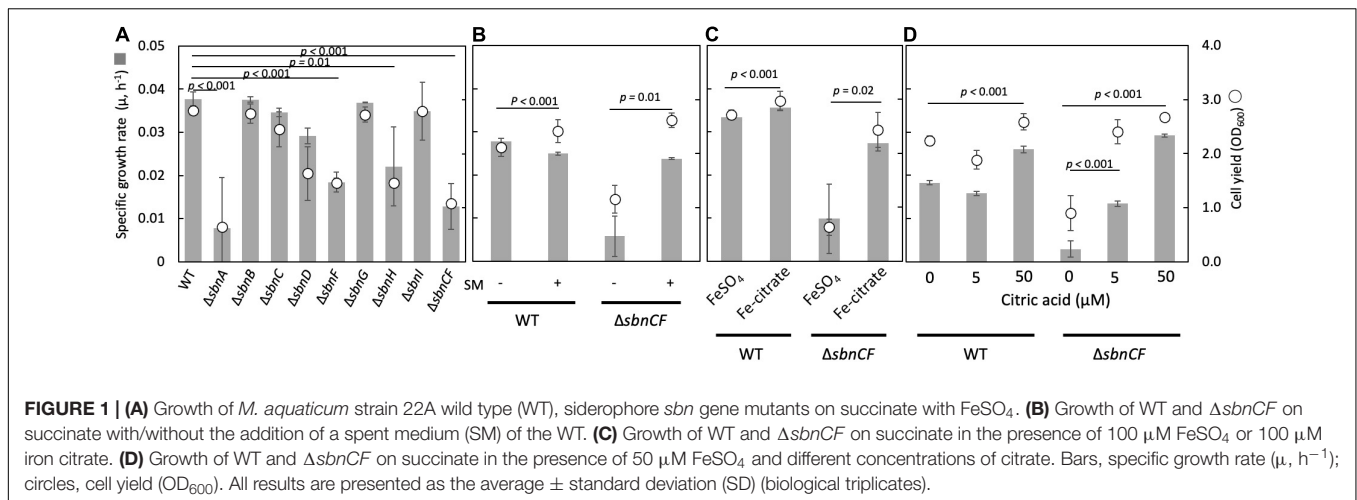 A
B
C
D
Specific growth rate (μ, h⁻¹)
0.05
0.04
0.03
0.02
0.01
0
p < 0.001
p = 0.01
p < 0.001
p < 0.001
WT
ΔsbnA
ΔsbnB
ΔsbnC
ΔsbnD
ΔsbnF
ΔsbnG
ΔsbnH
ΔsbnI
ΔsbnCF
P < 0.001
p = 0.01
SM - + - +
WT ΔsbnCF
p < 0.001
p = 0.02
FeSO₄ Fe-citrate FeSO₄ Fe-citrate
WT ΔsbnCF
p < 0.001
p < 0.001
p < 0.001
0 5 50 0 5 50
Citric acid (μM)
WT ΔsbnCF
4.0
3.0
2.0
1.0
0.0
Cell yield (OD₆₀₀)
FIGURE 1 | (A) Growth of M. aquaticum strain 22A wild type (WT), siderophore sbn gene mutants on succinate with FeSO₄. (B) Growth of WT and ΔsbnCF on
succinate with/without the addition of a spent medium (SM) of the WT. (C) Growth of WT and ΔsbnCF on succinate in the presence of 100 μM FeSO₄ or 100 μM
iron citrate. (D) Growth of WT and ΔsbnCF on succinate in the presence of 50 μM FeSO₄ and different concentrations of citrate. Bars, specific growth rate (μ, h⁻¹);
circles, cell yield (OD₆₀₀). All results are presented as the average ± standard deviation (SD) (biological triplicates).